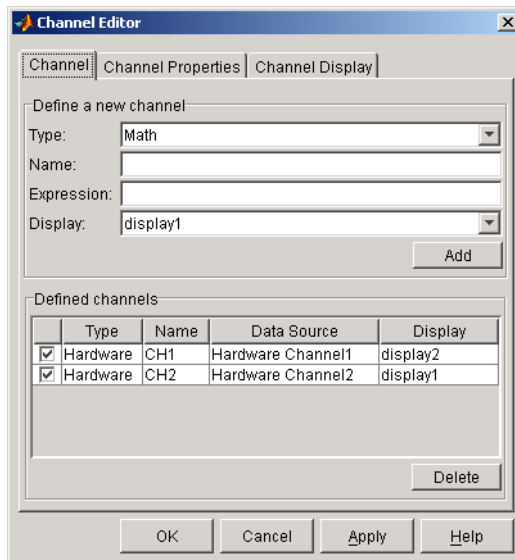 Channel Editor
Channel Channel Properties Channel Display
Define a new channel
Type: Math
Name:
Expression:
Display: display1
Add
Defined channels
Type Name Data Source Display
Hardware CH1 Hardware Channel1 display2
Hardware CH2 Hardware Channel2 display1
Delete
OK Cancel Apply Help